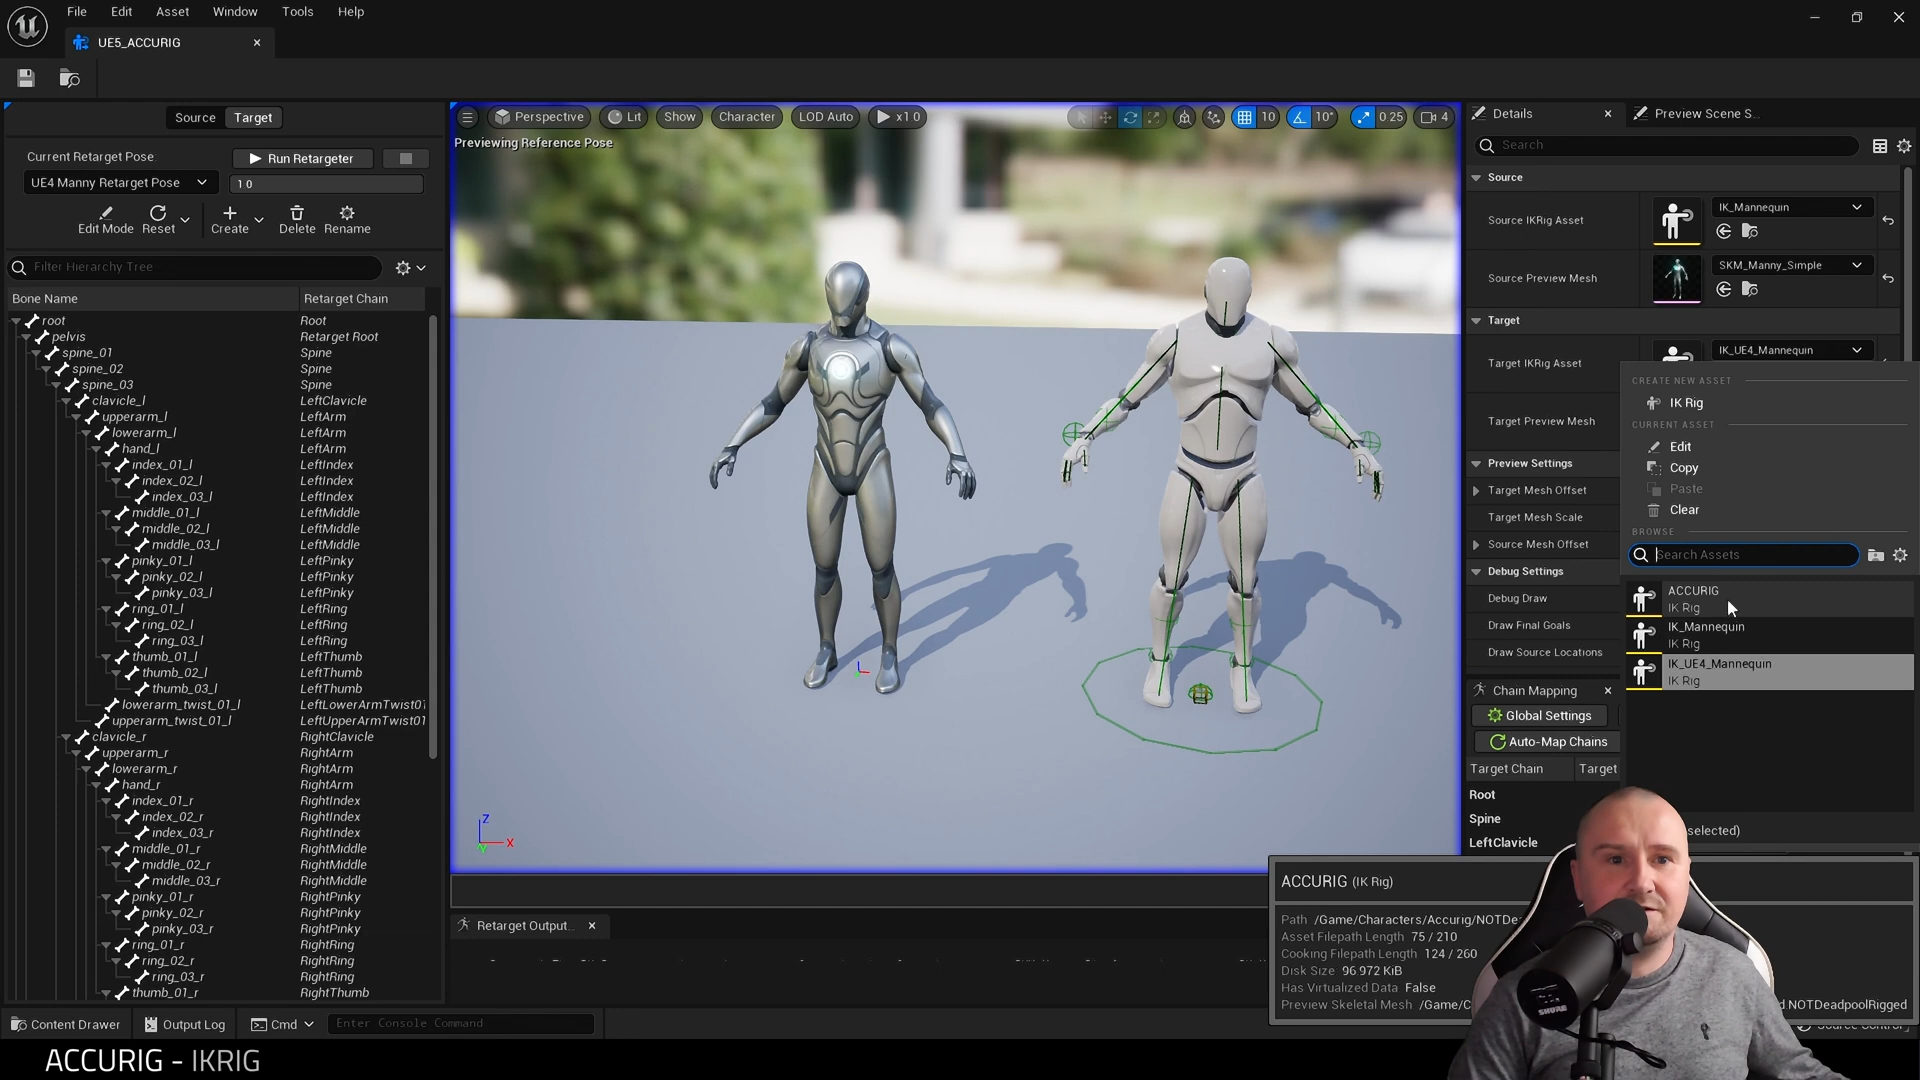 File Edit Asset Window Tools Help
UE5_ACCURIG
Source Target
Current Retarget Pose:
Run Retargeter
UE4 Manny Retarget Pose
1 0
Edit Mode Reset Create Delete Rename
Filter Hierarchy Tree
Bone Name Retarget Chain
root Root
pelvis Retarget Root
spine_01 Spine
spine_02 Spine
spine_03 Spine
clavicle_l LeftClavicle
upperarm_l LeftArm
lowerarm_l LeftArm
hand_l LeftArm
index_01_l LeftIndex
index_02_l LeftIndex
index_03_l LeftIndex
middle_01_l LeftMiddle
middle_02_l LeftMiddle
middle_03_l LeftMiddle
pinky_01_l LeftPinky
pinky_02_l LeftPinky
pinky_03_l LeftPinky
ring_01_l LeftRing
ring_02_l LeftRing
ring_03_l LeftRing
thumb_01_l LeftThumb
thumb_02_l LeftThumb
thumb_03_l LeftThumb
lowerarm_twist_01_l LeftLowerArmTwist01
upperarm_twist_01_l LeftUpperArmTwist01
clavicle_r RightClavicle
upperarm_r RightArm
lowerarm_r RightArm
hand_r RightArm
index_01_r RightIndex
index_02_r RightIndex
index_03_r RightIndex
middle_01_r RightMiddle
middle_02_r RightMiddle
middle_03_r RightMiddle
pinky_01_r RightPinky
pinky_02_r RightPinky
pinky_03_r RightPinky
ring_01_r RightRing
ring_02_r RightRing
ring_03_r RightRing
thumb_01_r RightThumb
Perspective Lit Show Character LOD Auto x1 0 10 10° 0.25 4
Previewing Reference Pose
Z
X
Y
Retarget Output..
Details
Preview Scene S...
Search
Source
Source IKRig Asset IK_Mannequin
Source Preview Mesh SKM_Manny_Simple
Target
Target IKRig Asset IK_UE4_Mannequin
Target Preview Mesh
Preview Settings
Target Mesh Offset
Target Mesh Scale
Source Mesh Offset
Debug Settings
Debug Draw
Draw Final Goals
Draw Source Locations
CREATE NEW ASSET
IK Rig
CURRENT ASSET
Edit
Copy
Paste
Clear
BROWSE
Search Assets
ACCURIG
IK Rig
IK_Mannequin
IK Rig
IK_UE4_Mannequin
IK Rig
selected)
Chain Mapping
Global Settings
Auto-Map Chains
Target Chain Target
Root
Spine
LeftClavicle
ACCURIG (IK Rig)
Path /Game/Characters/Accurig/NOTDe
Asset Filepath Length 75 / 210
Cooking Filepath Length 124 / 260
Disk Size 96.972 KiB
Has Virtualized Data False
Preview Skeletal Mesh /Game/C d NOTDeadpoolRigged
SHURE
Content Drawer Output Log Cmd Enter Console Command Source Control
ACCURIG - IKRIG